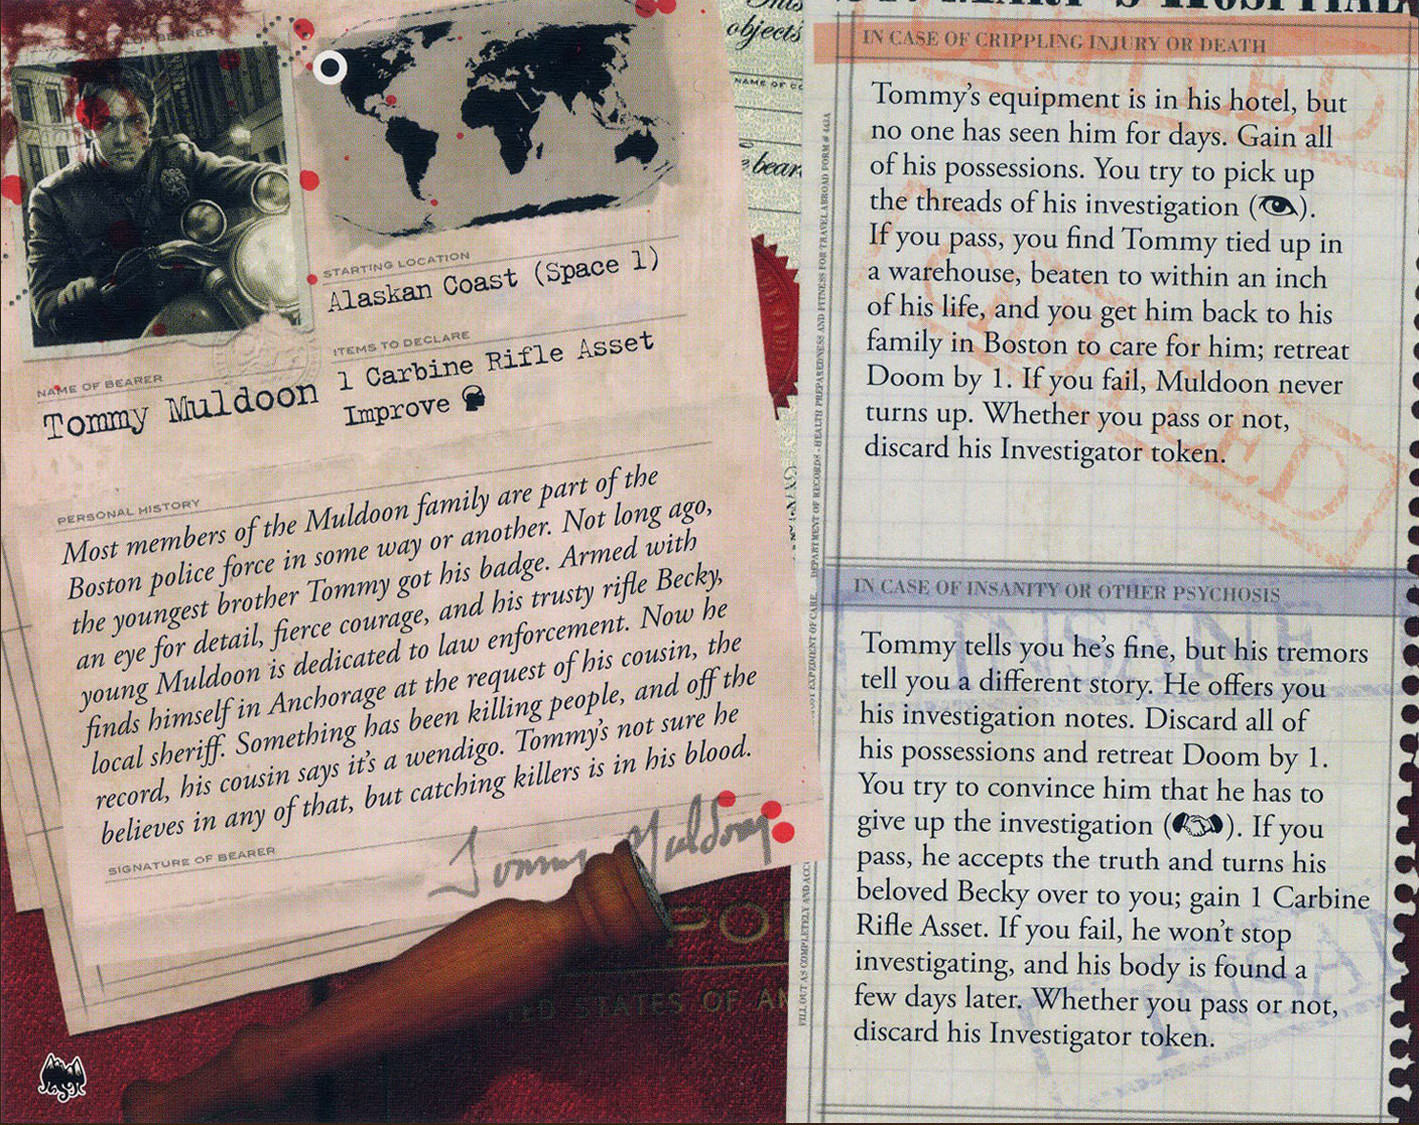 OF BEARER
STARTING LOCATION
Alaskan Coast (Space 1)
ITEMS TO DECLARE
1 Carbine Rifle Asset
Improve
NAME OF BEARER
Tommy Muldoon
PERSONAL HISTORY
Most members of the Muldoon family are part of the
Boston police force in some way or another. Not long ago,
the youngest brother Tommy got his badge. Armed with
an eye for detail, fierce courage, and his trusty rifle Becky,
young Muldoon is dedicated to law enforcement. Now he
finds himself in Anchorage at the request of his cousin, the
local sheriff. Something has been killing people, and off the
record, his cousin says it's a wendigo. Tommy's not sure he
believes in any of that, but catching killers is in his blood.
SIGNATURE OF BEARER
Tommy Muldoon
STATES OF
This
objects
NAME OF
bear
HOSPITAL
IN CASE OF CRIPPLING INJURY OR DEATH
Tommy's equipment is in his hotel, but
no one has seen him for days. Gain all
of his possessions. You try to pick up
the threads of his investigation ( ).
If you pass, you find Tommy tied up in
a warehouse, beaten to within an inch
of his life, and you get him back to his
family in Boston to care for him; retreat
Doom by 1. If you fail, Muldoon never
turns up. Whether you pass or not,
discard his Investigator token.
IN CASE OF INSANITY OR OTHER PSYCHOSIS
Tommy tells you he's fine, but his tremors
tell you a different story. He offers you
his investigation notes. Discard all of
his possessions and retreat Doom by 1.
You try to convince him that he has to
give up the investigation ( ). If you
pass, he accepts the truth and turns his
beloved Becky over to you; gain 1 Carbine
Rifle Asset. If you fail, he won't stop
investigating, and his body is found a
few days later. Whether you pass or not,
discard his Investigator token.